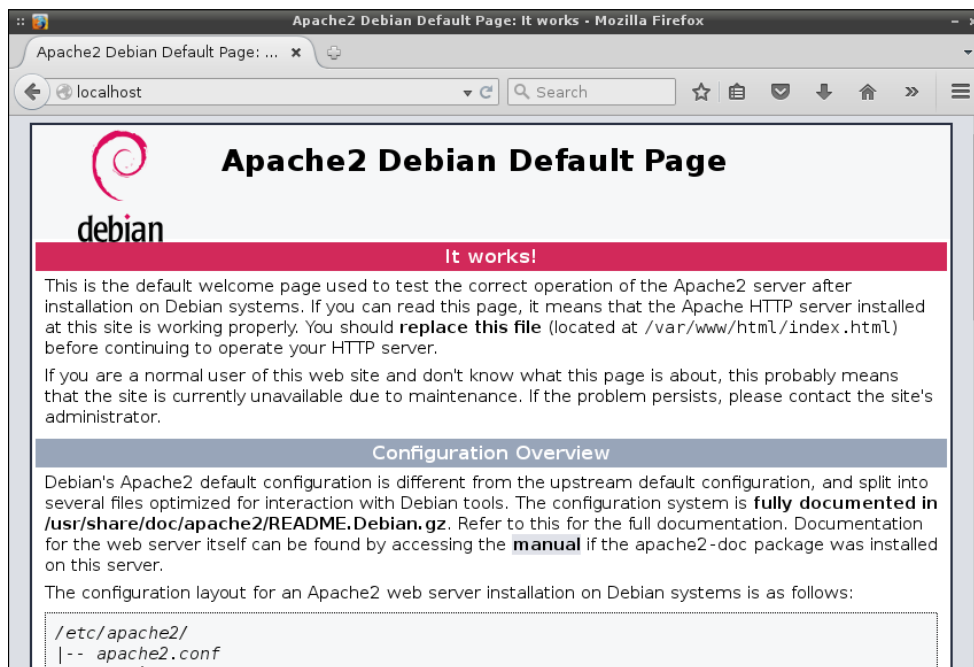 Apache2 Debian Default Page: It works - Mozilla Firefox
Apache2 Debian Default Page: ...
localhost
Search
Apache2 Debian Default Page
debian
It works!
This is the default welcome page used to test the correct operation of the Apache2 server after
installation on Debian systems. If you can read this page, it means that the Apache HTTP server installed
at this site is working properly. You should replace this file (located at /var/www/html/index.html)
before continuing to operate your HTTP server.
If you are a normal user of this web site and don't know what this page is about, this probably means
that the site is currently unavailable due to maintenance. If the problem persists, please contact the site's
administrator.
Configuration Overview
Debian's Apache2 default configuration is different from the upstream default configuration, and split into
several files optimized for interaction with Debian tools. The configuration system is fully documented in
/usr/share/doc/apache2/README.Debian.gz. Refer to this for the full documentation. Documentation
for the web server itself can be found by accessing the manual if the apache2-doc package was installed
on this server.
The configuration layout for an Apache2 web server installation on Debian systems is as follows:
/etc/apache2/
|-- apache2.conf